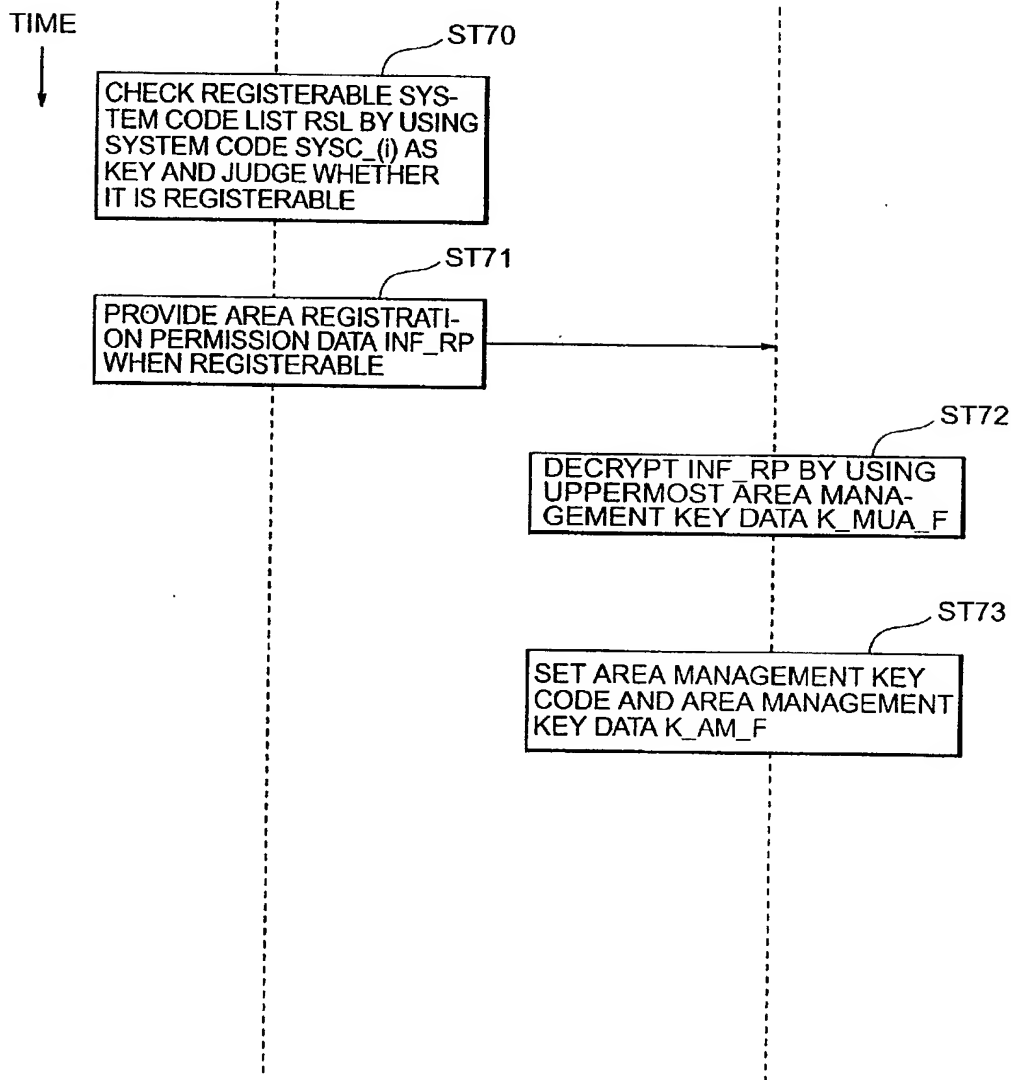 TIME
ST70
CHECK REGISTERABLE SYS-
TEM CODE LIST RSL BY USING
SYSTEM CODE SYSC_(i) AS
KEY AND JUDGE WHETHER
IT IS REGISTERABLE
ST71
PROVIDE AREA REGISTRATI-
ON PERMISSION DATA INF_RP
WHEN REGISTERABLE
ST72
DECRYPT INF_RP BY USING
UPPERMOST AREA MANA-
GEMENT KEY DATA K_MUA_F
ST73
SET AREA MANAGEMENT KEY
CODE AND AREA MANAGEMENT
KEY DATA K_AM_F